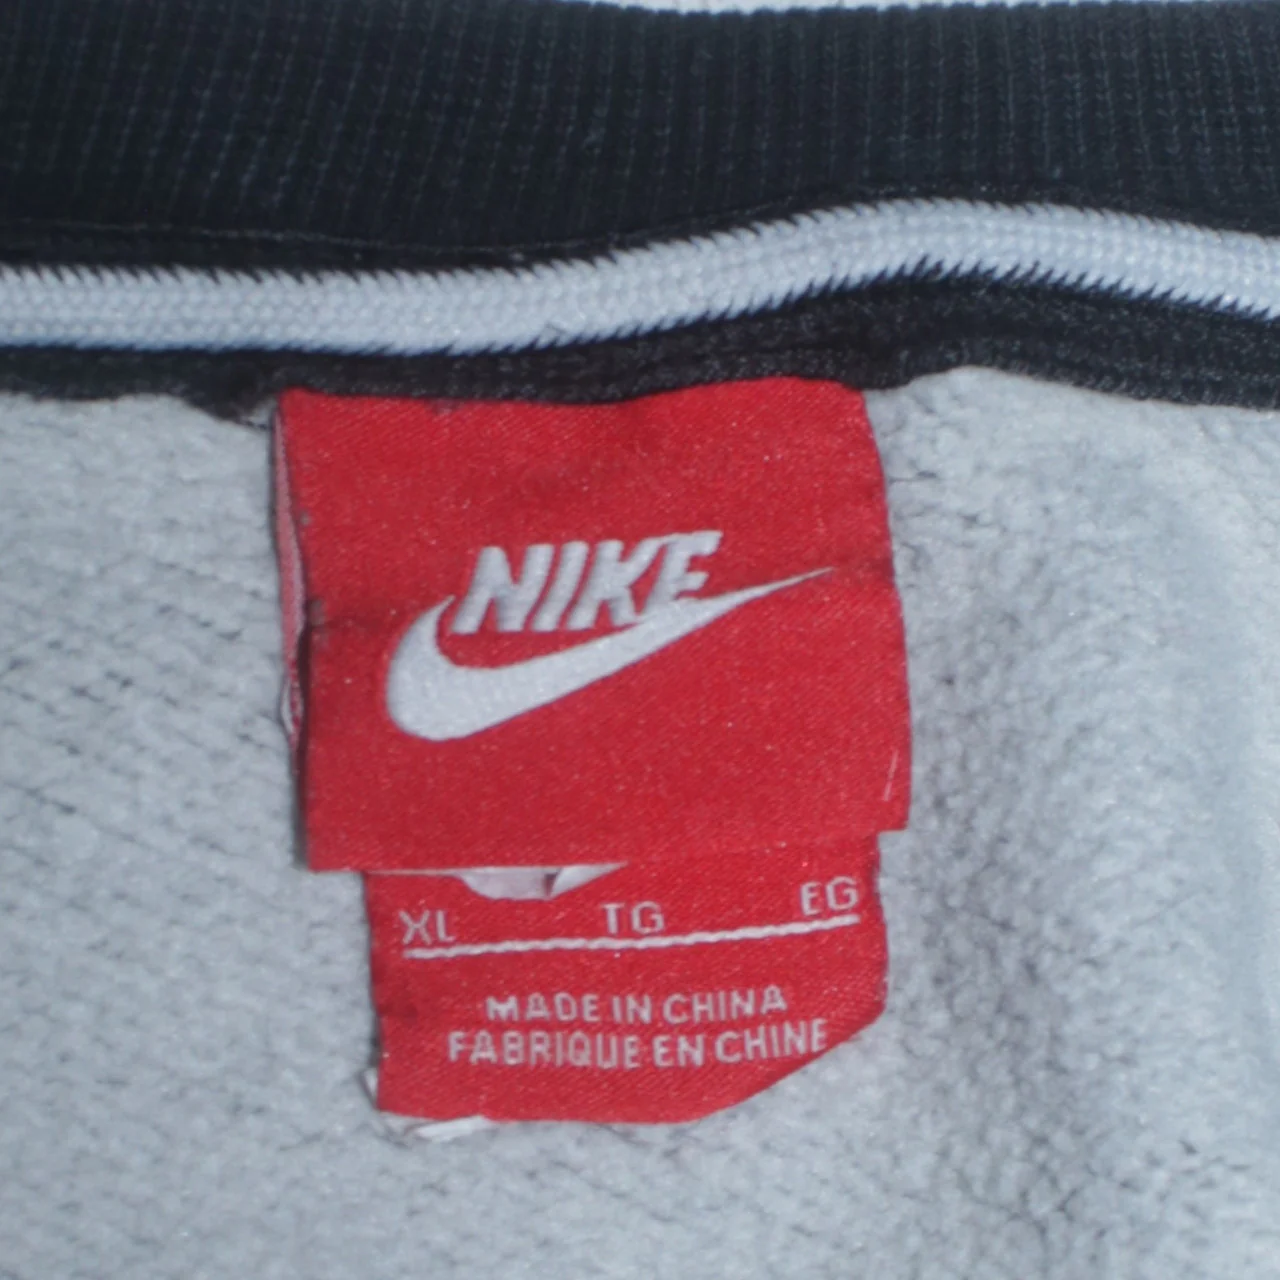 NIKE
XL TG EG
MADE IN CHINA
FABRIQUE EN CHINE